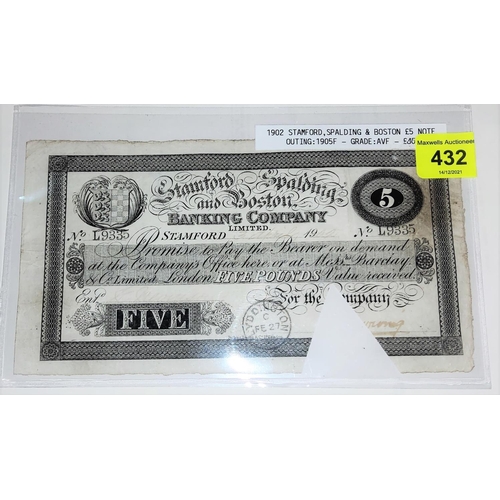 1902 STAMFORD,SPALDING & BOSTON £5 NOTE
OUTING:1905F - GRADE:AVF -
Maxwells Auctioneer
432
14/12/2021
Stamford Spalding
and Boston
BANKING COMPANY
LIMITED.
5
No L9335 STAMFORD 19 No L9335
Promise to Pay the Bearer on demand
at the Company's Office here, or at Messrs Barclay
& Co. Limited, London FIVE POUNDS Value received.
Entd
For the Company
FIVE
FE 27